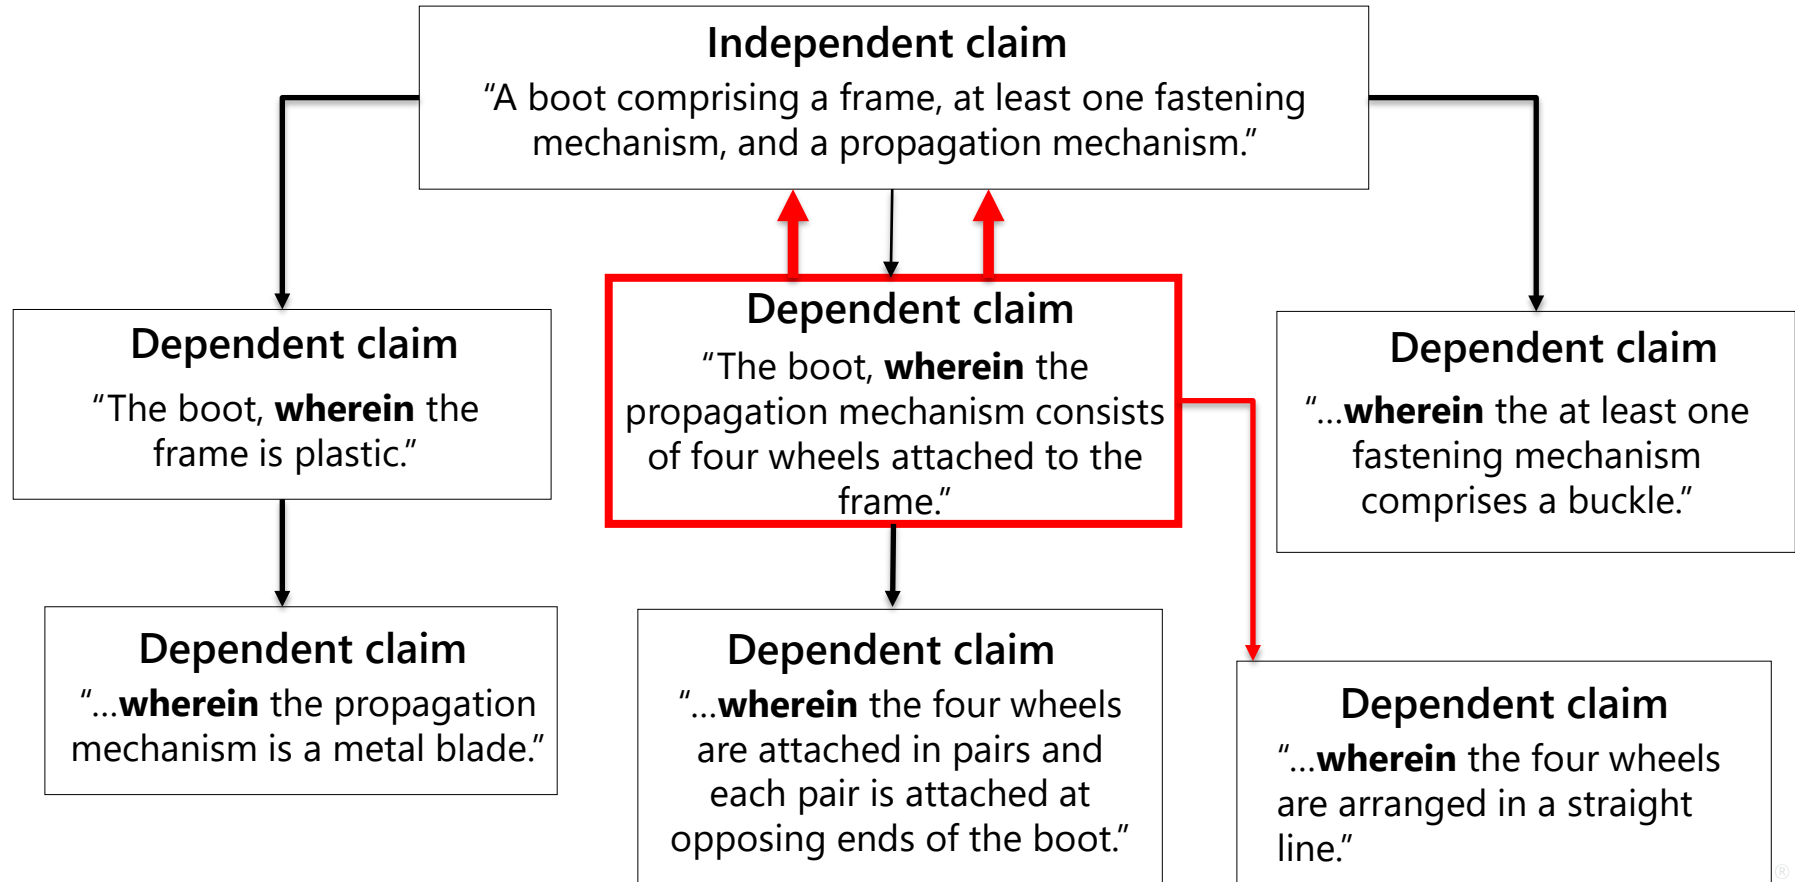 Independent claim
“A boot comprising a frame, at least one fastening
mechanism, and a propagation mechanism.”
Dependent claim
“The boot, wherein the
frame is plastic.”
Dependent claim
“The boot, wherein the
propagation mechanism consists
of four wheels attached to the
frame.”
Dependent claim
“...wherein the at least one
fastening mechanism
comprises a buckle.”
Dependent claim
“...wherein the propagation
mechanism is a metal blade.”
Dependent claim
“...wherein the four wheels
are attached in pairs and
each pair is attached at
opposing ends of the boot.”
Dependent claim
“...wherein the four wheels
are arranged in a straight
line.”
®